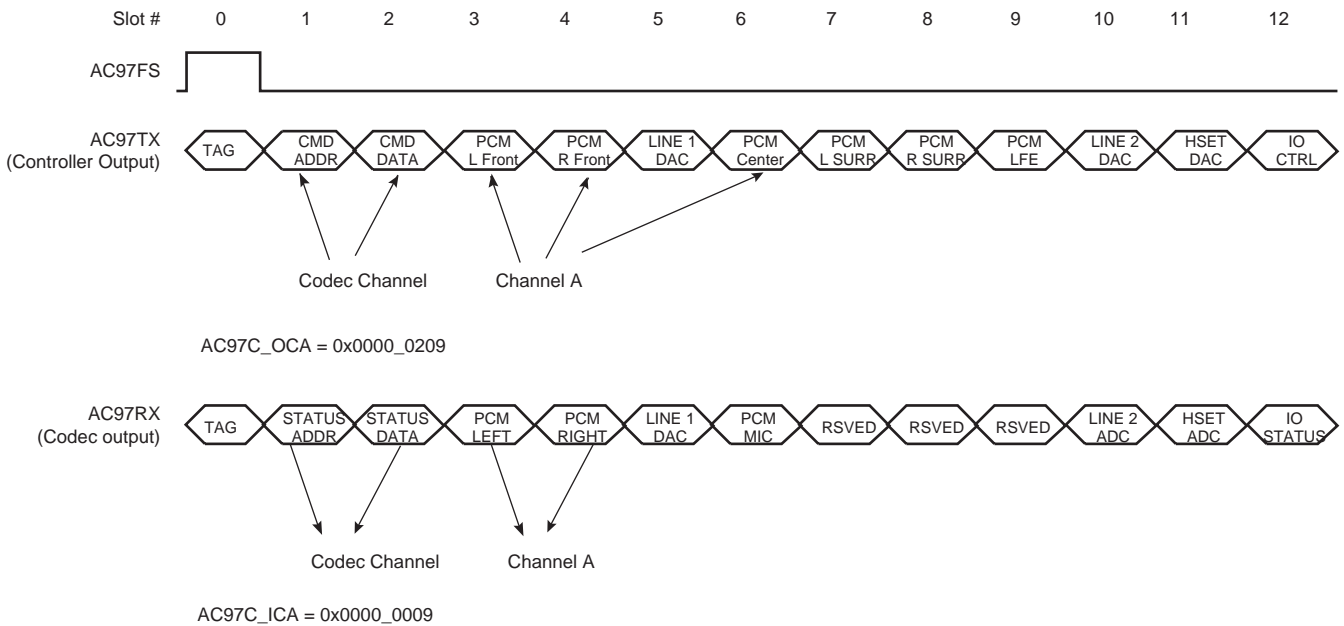 Slot # 0 1 2 3 4 5 6 7 8 9 10 11 12
AC97FS
AC97TX
(Controller Output)
TAG
CMD
ADDR
CMD
DATA
PCM
L Front
PCM
R Front
LINE 1
DAC
PCM
Center
PCM
L SURR
PCM
R SURR
PCM
LFE
LINE 2
DAC
HSET
DAC
IO
CTRL
Codec Channel
Channel A
AC97C_OCA = 0x0000_0209
AC97RX
(Codec output)
TAG
STATUS
ADDR
STATUS
DATA
PCM
LEFT
PCM
RIGHT
LINE 1
DAC
PCM
MIC
RSVED
RSVED
RSVED
LINE 2
ADC
HSET
ADC
IO
STATUS
Codec Channel
Channel A
AC97C_ICA = 0x0000_0009